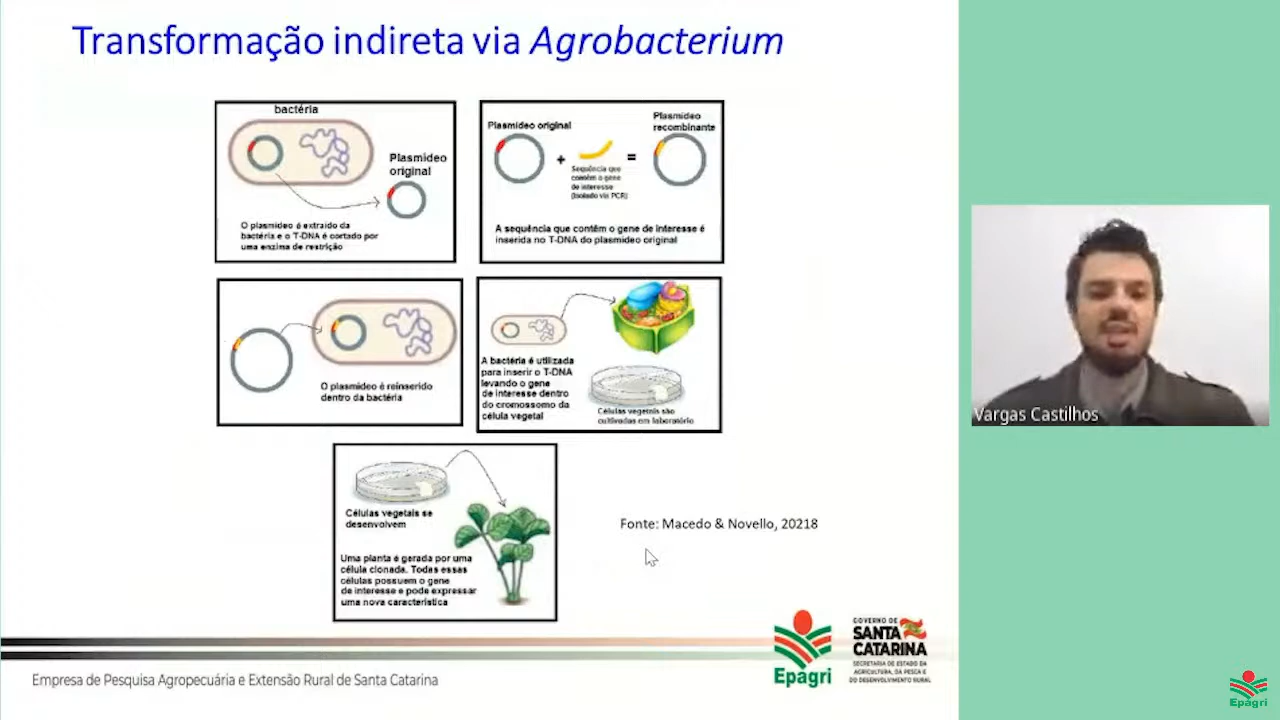 Transformação indireta via Agrobacterium
bactéria
Plasmídeo
original
O plasmídeo é extraído da
bactéria e o T-DNA é cortado por
uma enzima de restrição
Plasmídeo original
+
Sequência que
contém o gene
de interesse
(isolado via PCR)
=
Plasmídeo
recombinante
A sequência que contém o gene de interesse é
inserida no T-DNA do plasmídeo original
O plasmídeo é reinserido
dentro da bactéria
A bactéria é utilizada
para inserir o T-DNA
levando o gene
de interesse dentro
do cromossomo da
célula vegetal
Células vegetais são
cultivadas em laboratório
Células vegetais se
desenvolvem
Uma planta é gerada por uma
célula clonada. Todas essas
células possuem o gene
de interesse e pode expressar
uma nova característica
Fonte: Macedo & Novello, 20218
Vargas Castilhos
Empresa de Pesquisa Agropecuária e Extensão Rural de Santa Catarina
Epagri
GOVERNO DE
SANTA
CATARINA
SECRETARIA DE ESTADO DA
AGRICULTURA, DA PESCA E
DO DESENVOLVIMENTO RURAL
Epagri